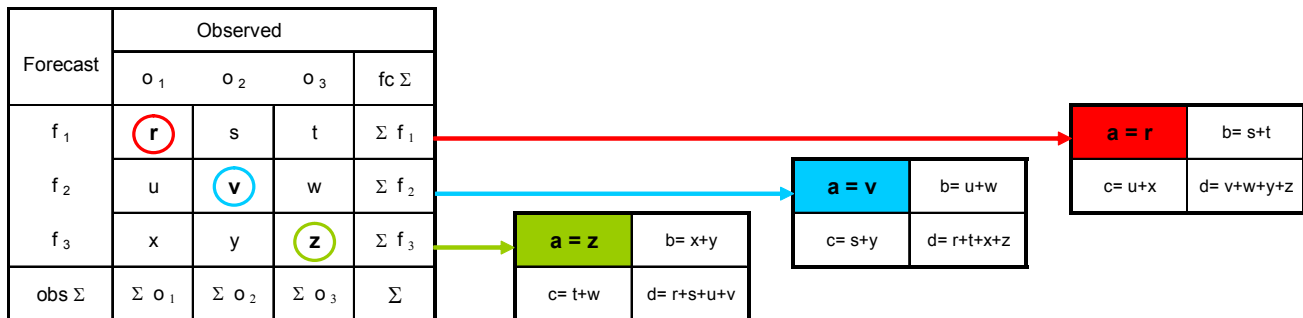 Observed
Forecast
o 1 o 2 o 3 fc Σ
f 1 r s t Σ f 1
a = r b= s+t
f 2 u v w Σ f 2
a = v b= u+w
c= u+x d= v+w+y+z
f 3 x y z Σ f 3
a = z b= x+y
c= s+y d= r+t+x+z
obs Σ Σ o 1 Σ o 2 Σ o 3 Σ
c= t+w d= r+s+u+v